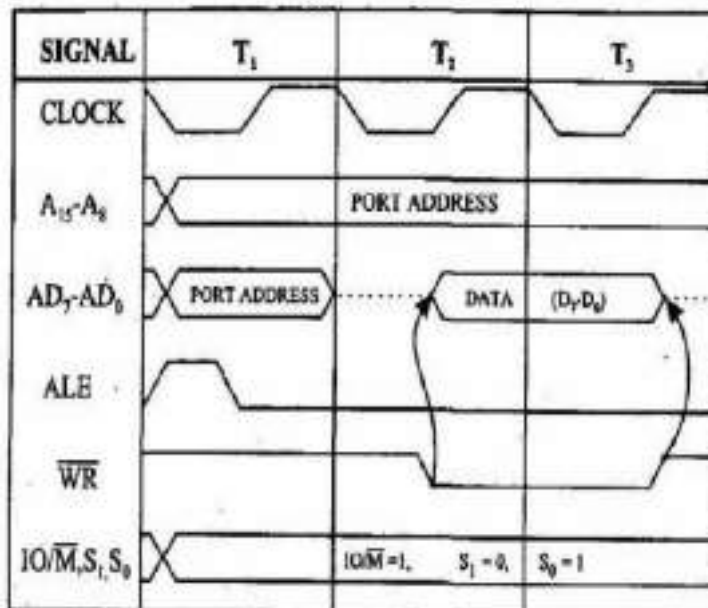 SIGNAL T₁ T₂ T₃
CLOCK
A₁₅-A₈ PORT ADDRESS
AD₇-AD₀ PORT ADDRESS DATA (D₇-D₀)
ALE
W̅R̅
IO/M̅,S₁,S₀ IO/M̅ =1, S₁ = 0, S₀ = 1